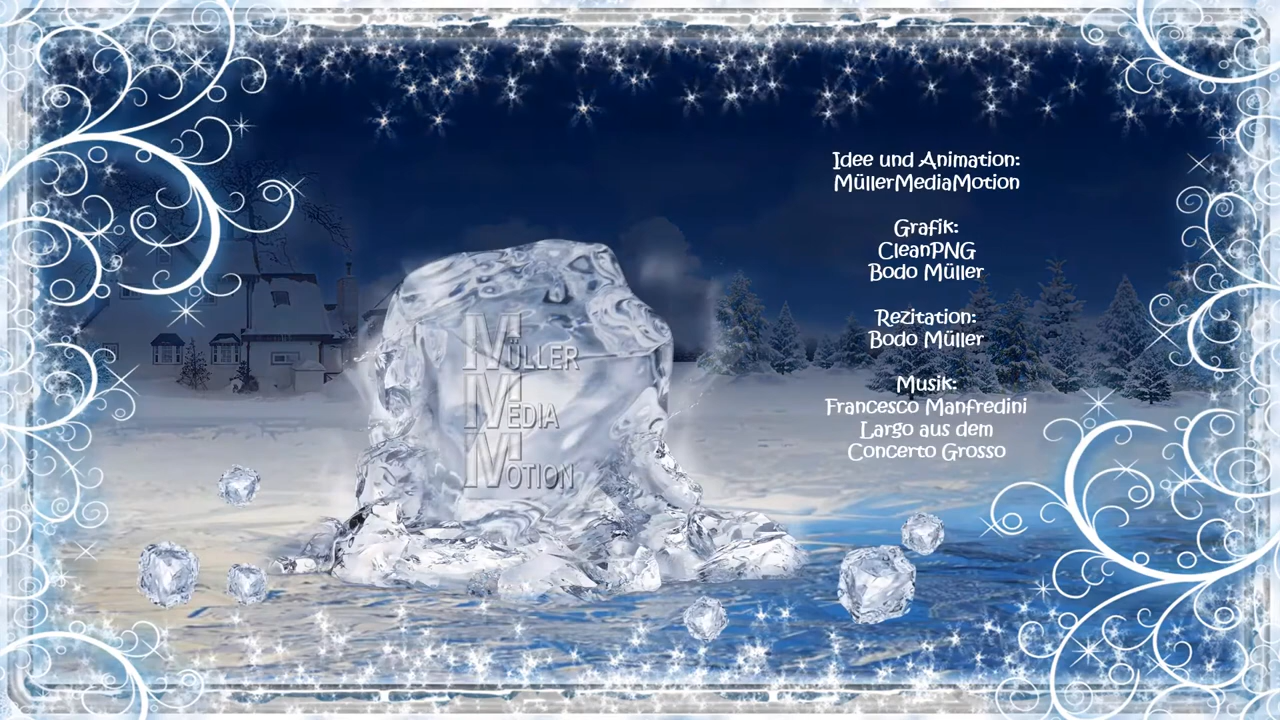 MÜLLER
MEDIA
MOTION
Idee und Animation:
MüllerMediaMotion
Grafik:
CleanPNG
Bodo Müller
Rezitation:
Bodo Müller
Musik:
Francesco Manfredini
Largo aus dem
Concerto Grosso